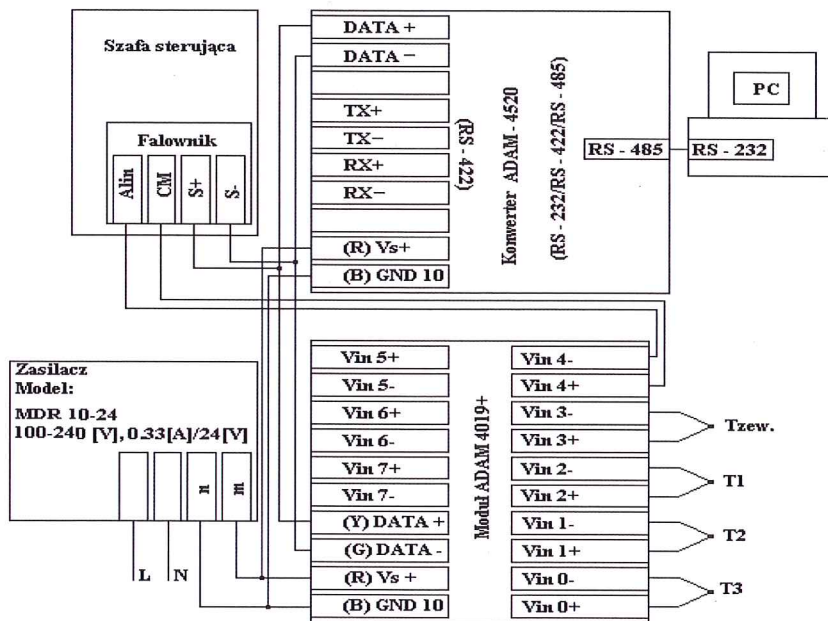 Szafa sterująca
Falownik
Alin
CM
S+
S-
DATA +
DATA −
TX+
TX−
RX+
RX−
(R) Vs+
(B) GND 10
(RS - 422)
Konwerter ADAM - 4520
(RS - 232/RS - 422/RS - 485)
RS - 485
PC
RS - 232
Zasilacz
Model:
MDR 10-24
100-240 [V], 0.33[A]/24 [V]
n
m
L
N
Vin 5+
Vin 5-
Vin 6+
Vin 6-
Vin 7+
Vin 7-
(Y) DATA +
(G) DATA -
(R) Vs +
(B) GND 10
Moduł ADAM 4019+
Vin 4-
Vin 4+
Vin 3-
Vin 3+
Vin 2-
Vin 2+
Vin 1-
Vin 1+
Vin 0-
Vin 0+
Tzew.
T1
T2
T3